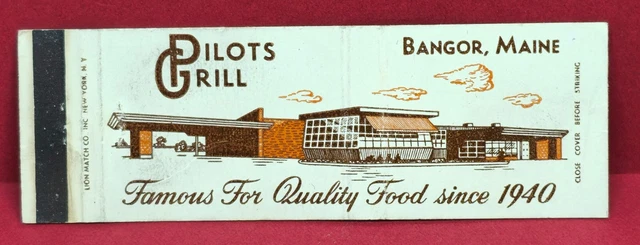 PILOTS
GRILL
BANGOR, MAINE
Famous For Quality Food since 1940
LION MATCH CO. INC. NEW YORK, N.Y.
CLOSE COVER BEFORE STRIKING